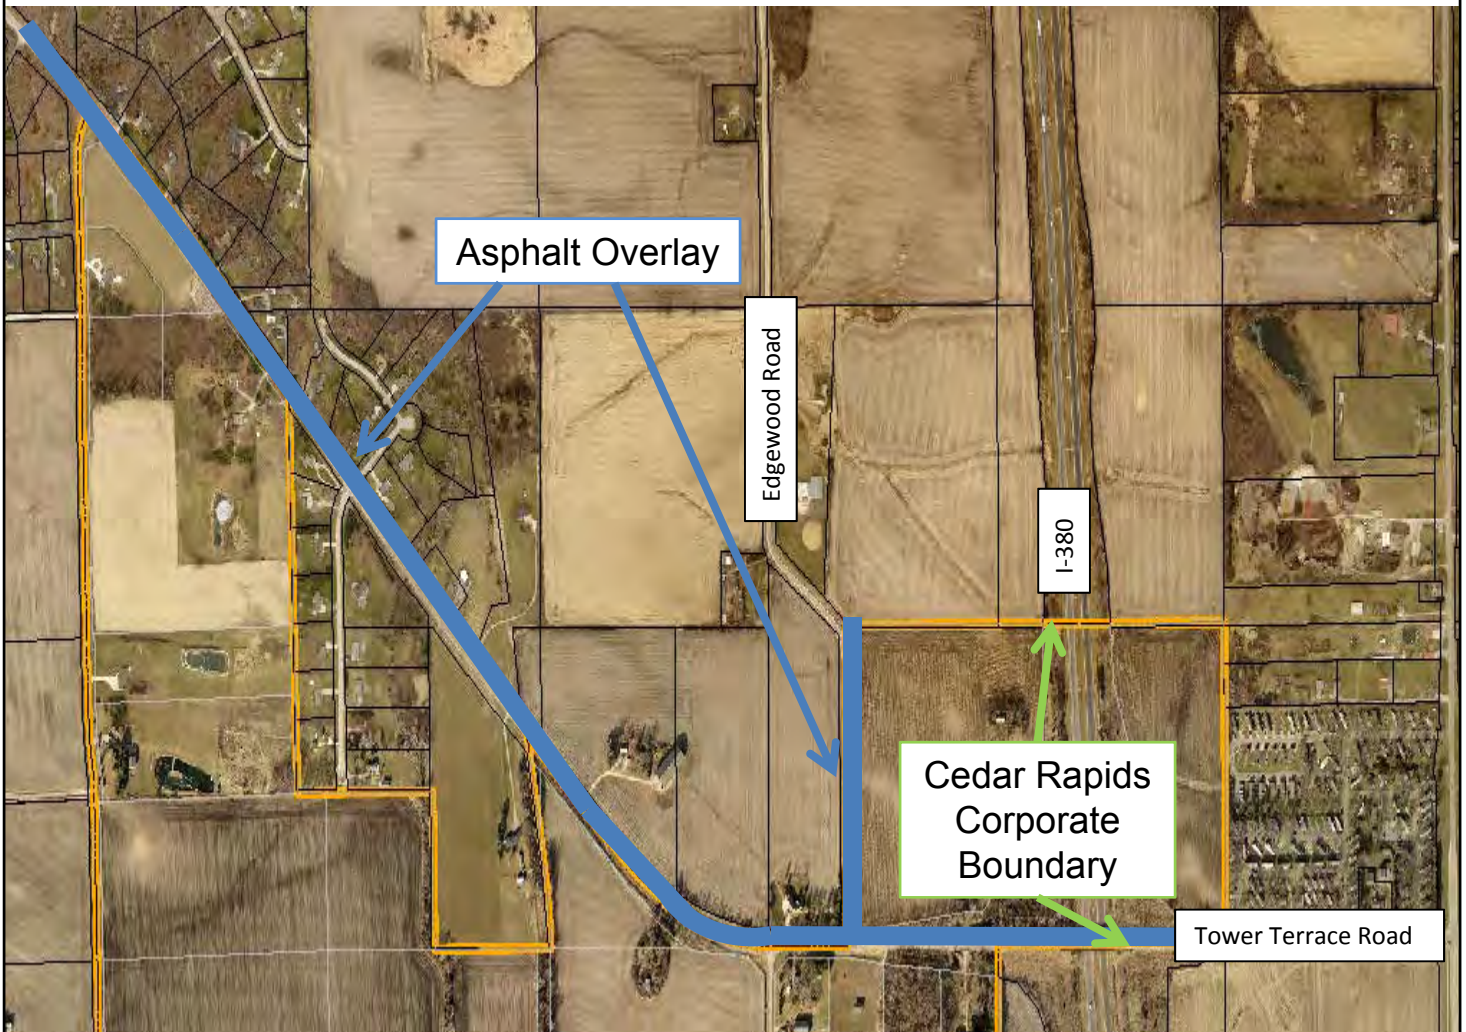 Asphalt Overlay
Edgewood Road
I-380
Cedar Rapids
Corporate
Boundary
Tower Terrace Road